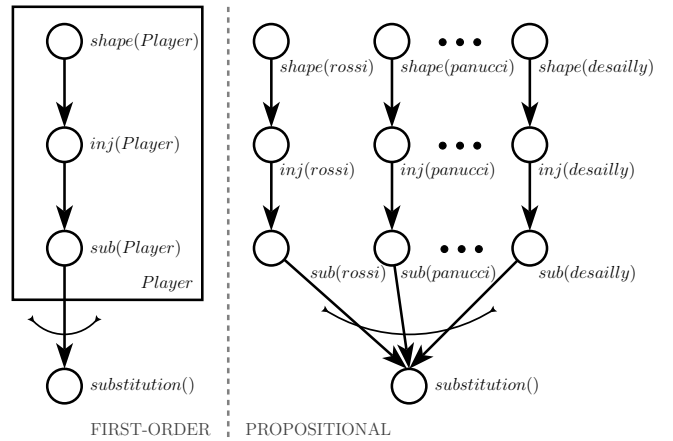 shape(Player)
inj(Player)
sub(Player)
Player
substitution()
FIRST-ORDER
shape(rossi) shape(panucci) shape(desailly)
inj(rossi) inj(panucci) inj(desailly)
sub(rossi) sub(panucci) sub(desailly)
substitution()
PROPOSITIONAL